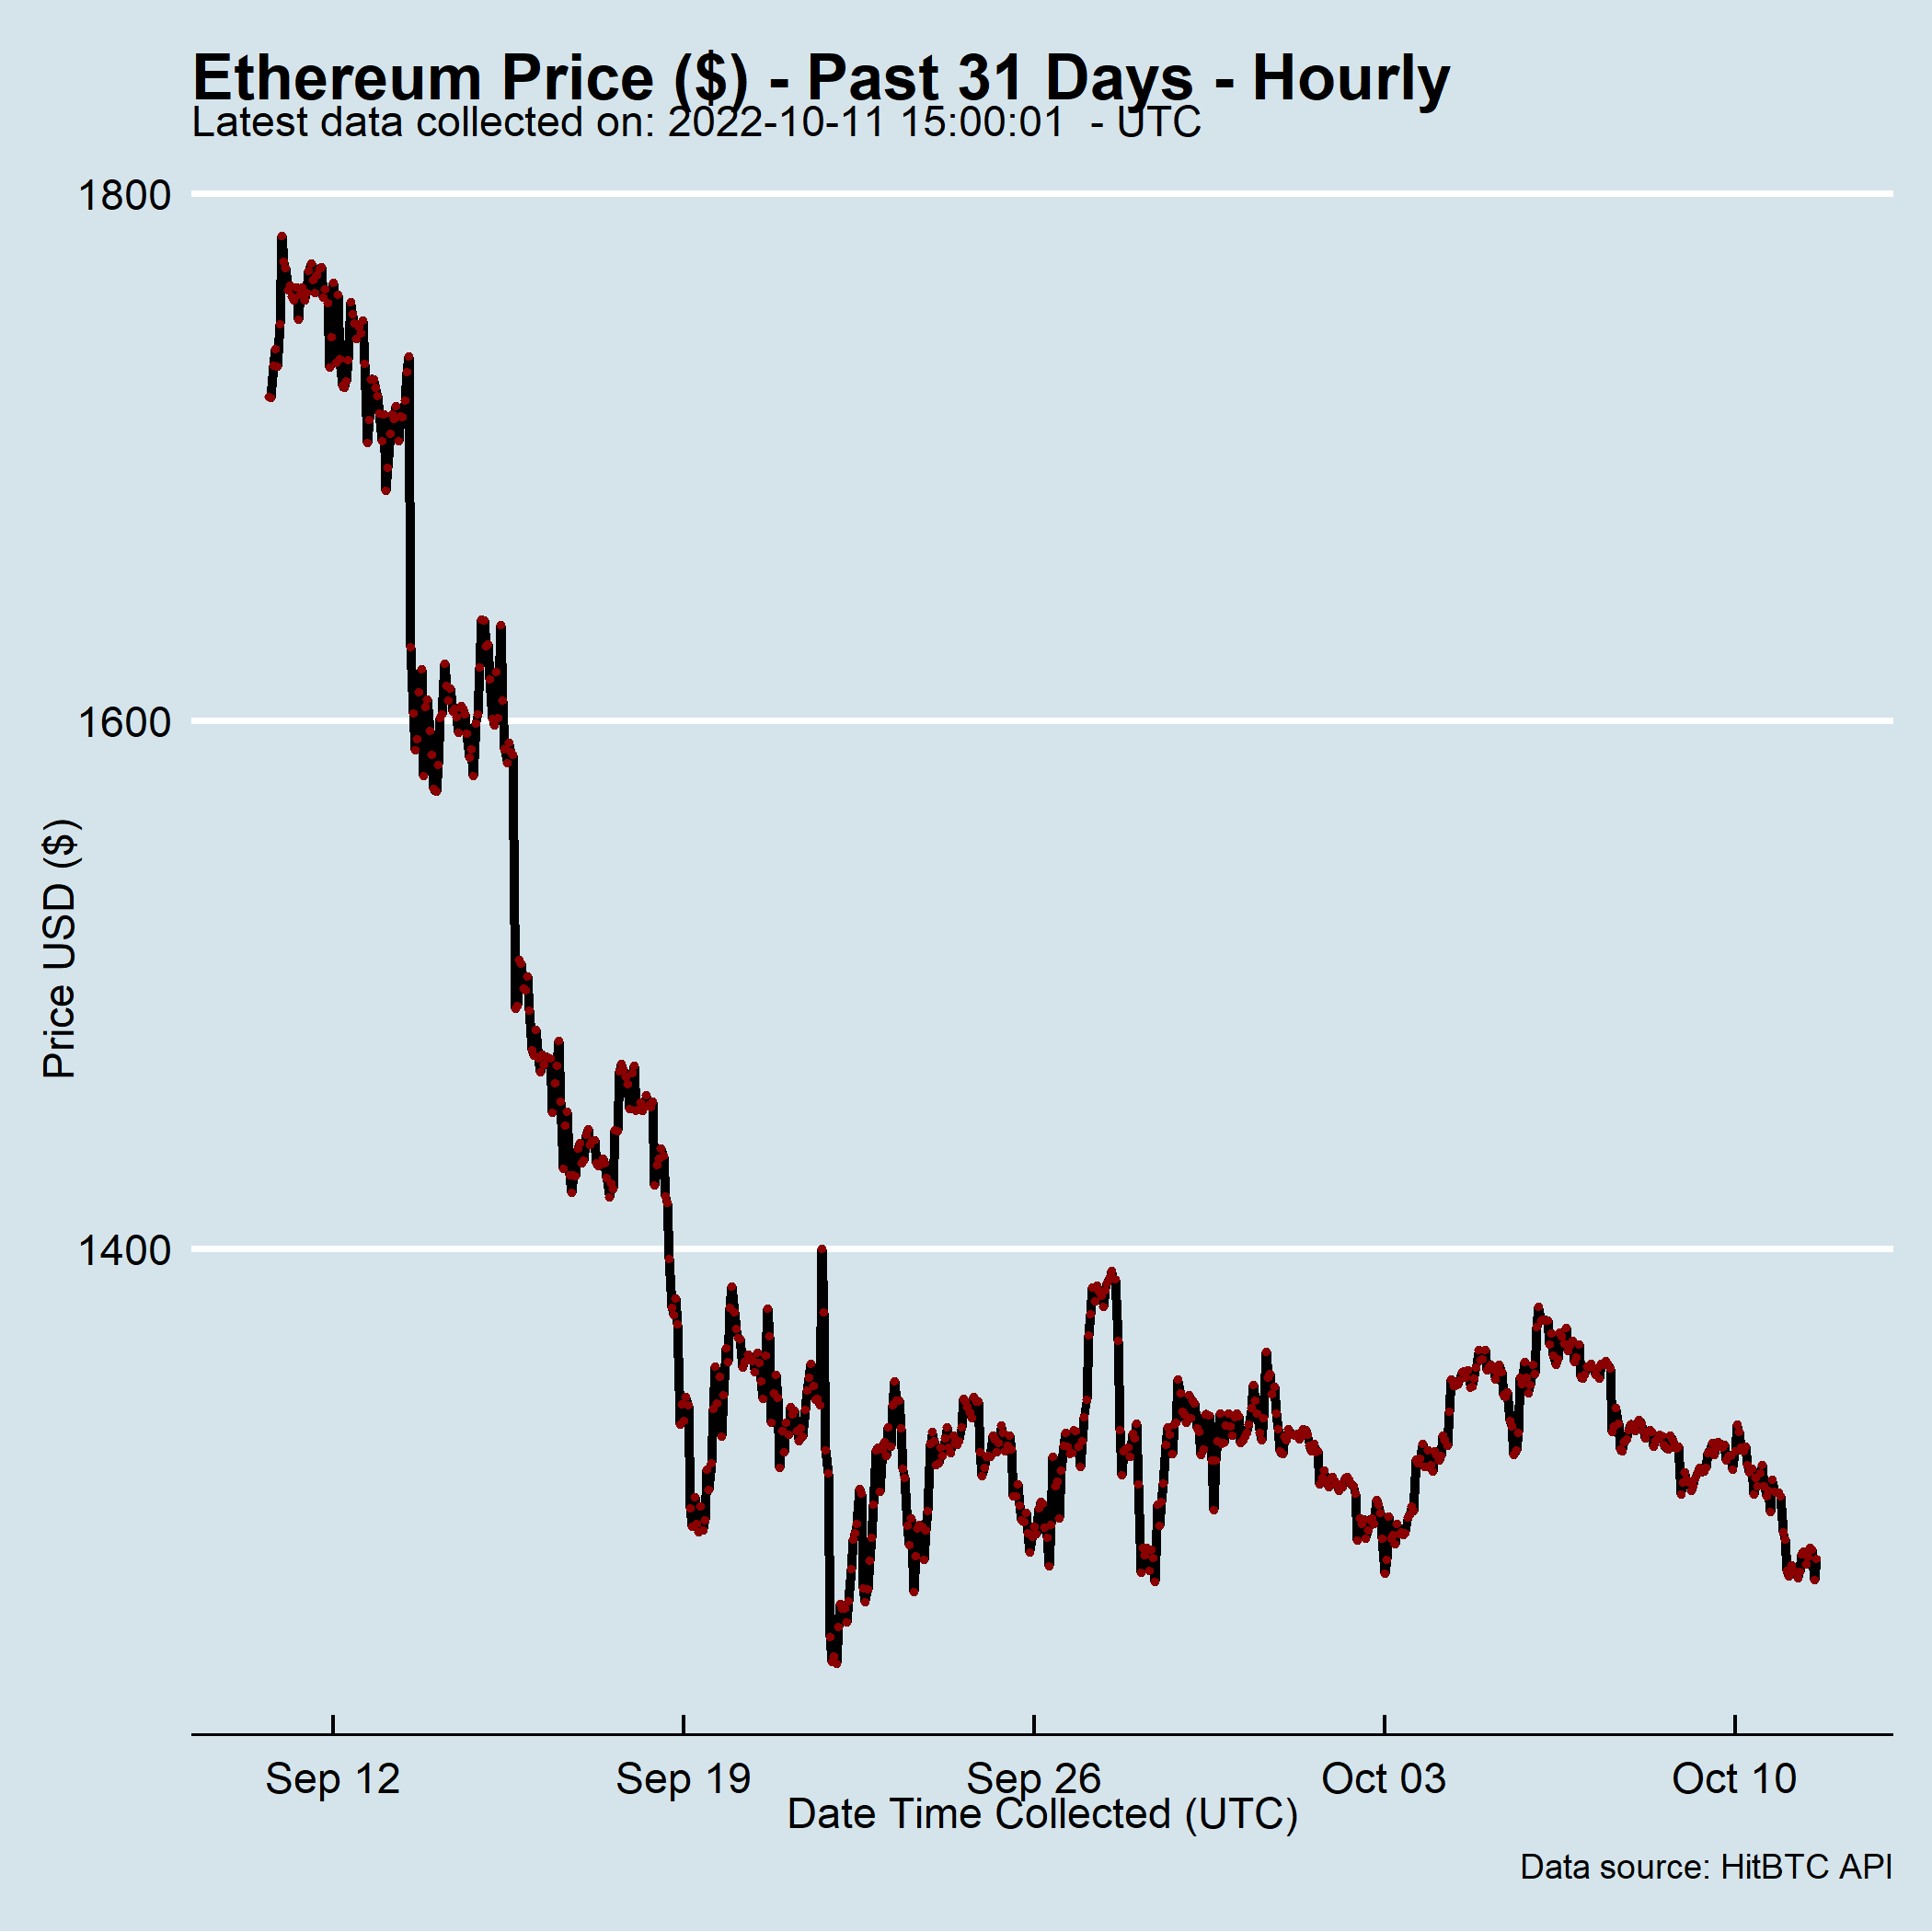 Ethereum Price ($) - Past 31 Days - Hourly
Latest data collected on: 2022-10-11 15:00:01  - UTC
1800
1600
1400
Price USD ($)
Sep 12
Sep 19
Sep 26
Oct 03
Oct 10
Date Time Collected (UTC)
Data source: HitBTC API